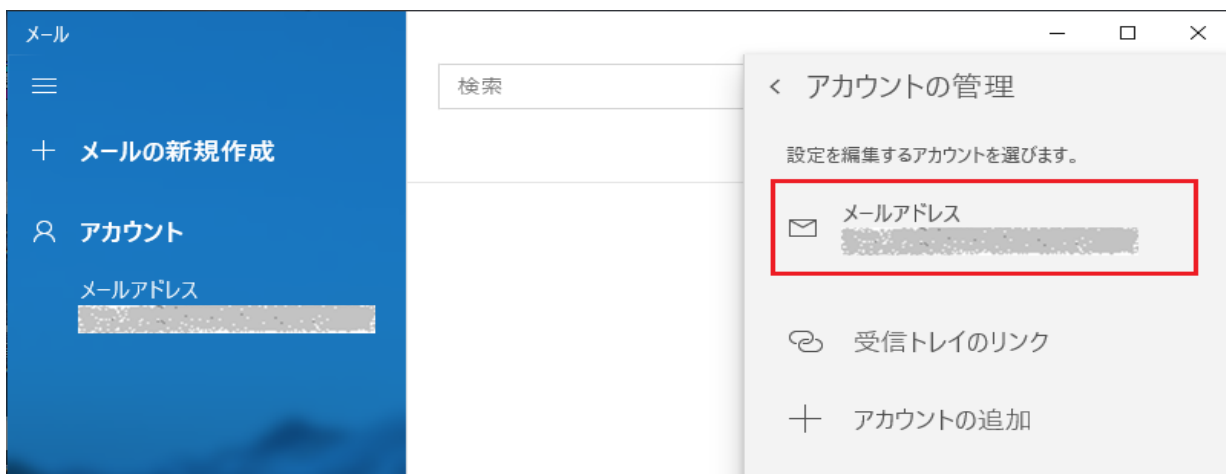 メール
メールの新規作成
アカウント
メールアドレス
検索
アカウントの管理
設定を編集するアカウントを選びます。
メールアドレス
受信トレイのリンク
アカウントの追加